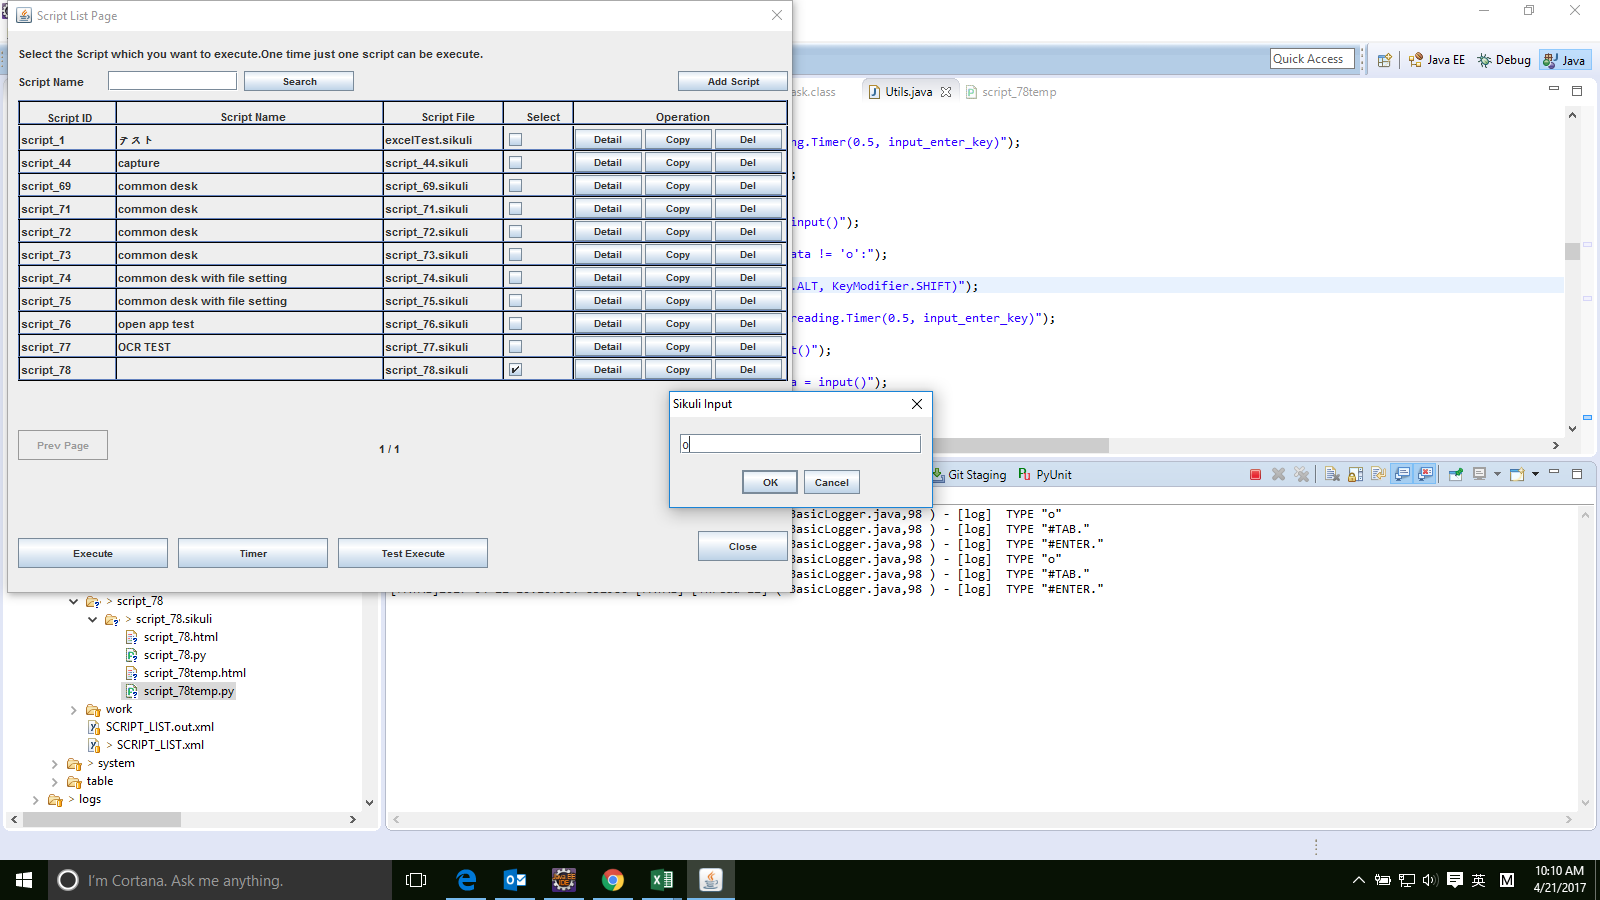 Script List Page
Select the Script which you want to execute.One time just one script can be execute.
Script Name
Search
Add Script
Script ID Script Name Script File Select Operation
script_1 テスト excelTest.sikuli Detail Copy Del
script_44 capture script_44.sikuli Detail Copy Del
script_69 common desk script_69.sikuli Detail Copy Del
script_71 common desk script_71.sikuli Detail Copy Del
script_72 common desk script_72.sikuli Detail Copy Del
script_73 common desk script_73.sikuli Detail Copy Del
script_74 common desk with file setting script_74.sikuli Detail Copy Del
script_75 common desk with file setting script_75.sikuli Detail Copy Del
script_76 open app test script_76.sikuli Detail Copy Del
script_77 OCR TEST script_77.sikuli Detail Copy Del
script_78 script_78.sikuli Detail Copy Del
Prev Page
1 / 1
Execute
Timer
Test Execute
Close
Sikuli Input
o
OK
Cancel
Quick Access
Java EE
Debug
Java
ask.class
Utils.java
script_78temp
ng.Timer(0.5, input_enter_key)");
;
input()");
ata != 'o':");
.ALT, KeyModifier.SHIFT)");
reading.Timer(0.5, input_enter_key)");
t()");
a = input()");
Git Staging
PyUnit
BasicLogger.java,98 ) - [log] TYPE "o"
BasicLogger.java,98 ) - [log] TYPE "#TAB."
BasicLogger.java,98 ) - [log] TYPE "#ENTER."
BasicLogger.java,98 ) - [log] TYPE "o"
BasicLogger.java,98 ) - [log] TYPE "#TAB."
BasicLogger.java,98 ) - [log] TYPE "#ENTER."
> script_78
> script_78.sikuli
script_78.html
script_78.py
script_78temp.html
script_78temp.py
work
SCRIPT_LIST.out.xml
> SCRIPT_LIST.xml
> system
table
> logs
I'm Cortana. Ask me anything.
英
M
10:10 AM
4/21/2017